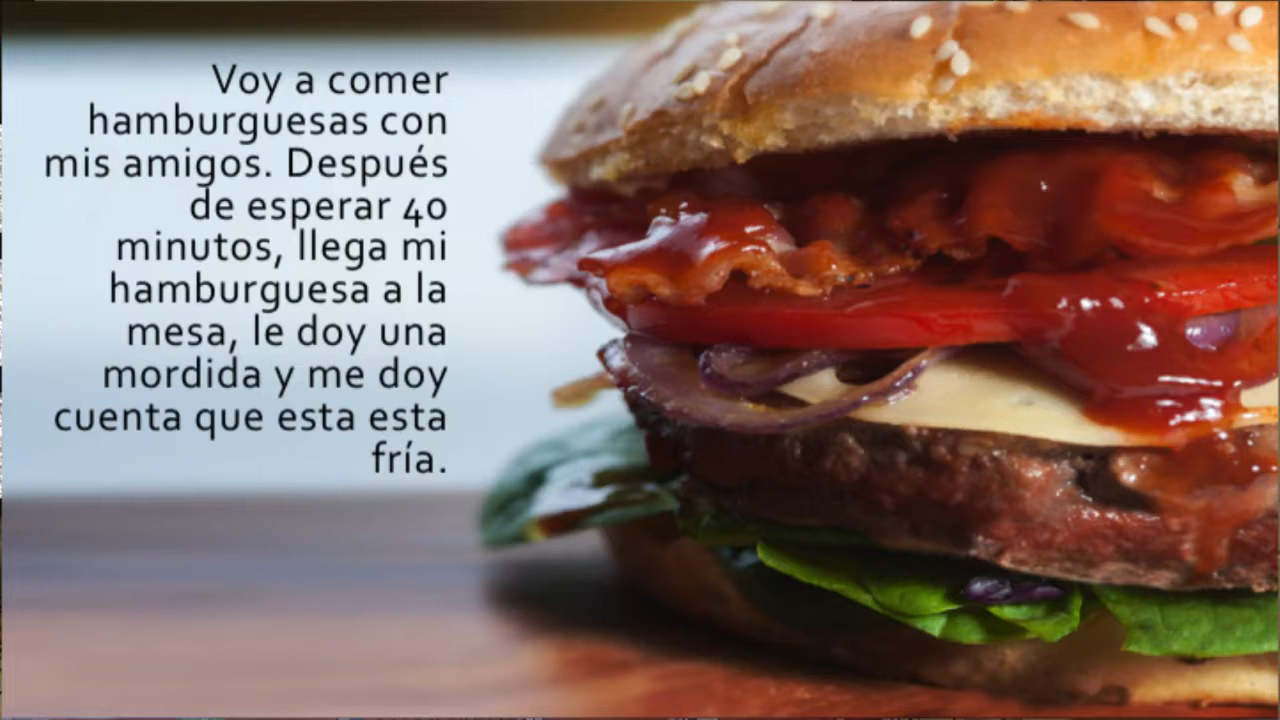 Voy a comer
hamburguesas con
mis amigos. Después
de esperar 40
minutos, llega mi
hamburguesa a la
mesa, le doy una
mordida y me doy
cuenta que esta esta
fría.